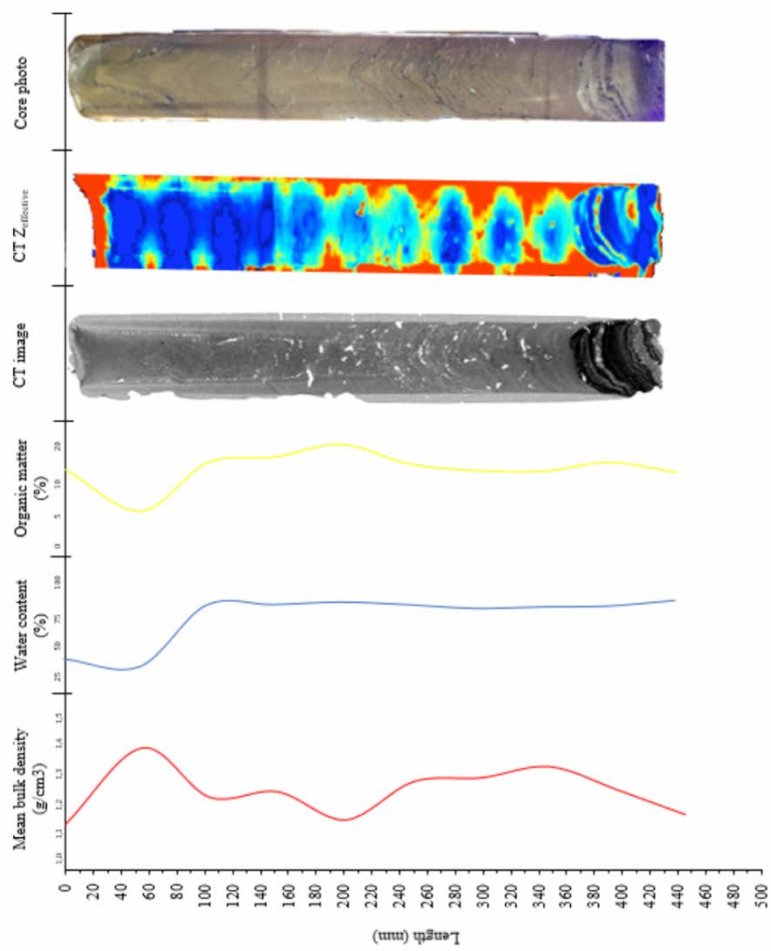 Core photo
CT Zeffective
CT image
Organic matter
(%)
0 5 10 20
Water content
(%)
25 50 75 100
Mean bulk density
(g/cm3)
1,0 1,1 1,2 1,3 1,4 1,5
0 20 40 60 80 100 120 140 160 180 200 220 240 260 280 300 320 340 360 380 400 420 440 460 480 500
Length (mm)